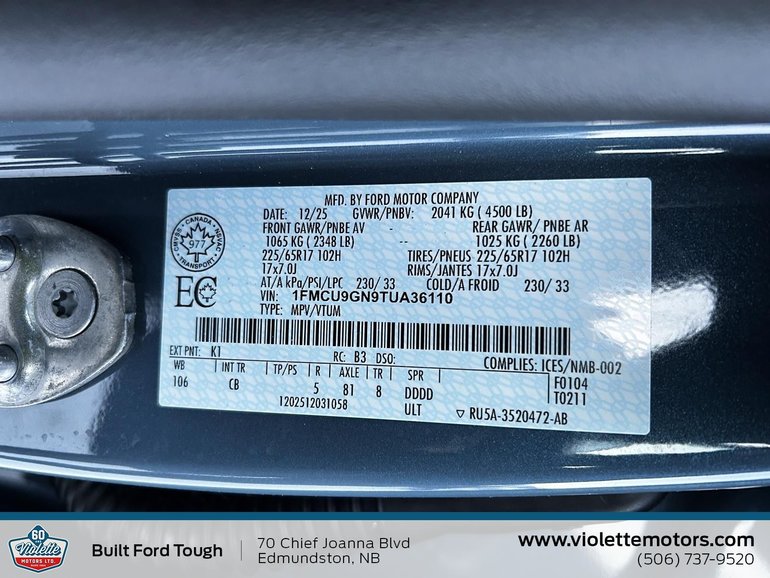 MFD. BY FORD MOTOR COMPANY
DATE: 12/25 GVWR/PNBV: 2041 KG ( 4500 LB)
FRONT GAWR/PNBE AV - REAR GAWR/ PNBE AR
1065 KG ( 2348 LB) -- 1025 KG ( 2260 LB)
225/65R17 102H TIRES/PNEUS 225/65R17 102H
17x7.0J RIMS/JANTES 17x7.0J
AT/A kPa/PSI/LPC 230/ 33 COLD/A FROID 230/ 33
VIN: 1FMCU9GN9TUA36110
TYPE: MPV/VTUM
CANADA
CMVSS NSVAC
977
TRANSPORT
EC
EXT PNT: K1 RC: B3 DSO: COMPLIES: ICES/NMB-002
WB INT TR TP/PS R AXLE TR SPR F0104
106 CB 5 81 8 DDDD T0211
1202512031058 ULT ▽ RU5A-3520472-AB
60
Violette
MOTORS LTD.
Built Ford Tough
70 Chief Joanna Blvd
Edmundston, NB
www.violettemotors.com
(506) 737-9520